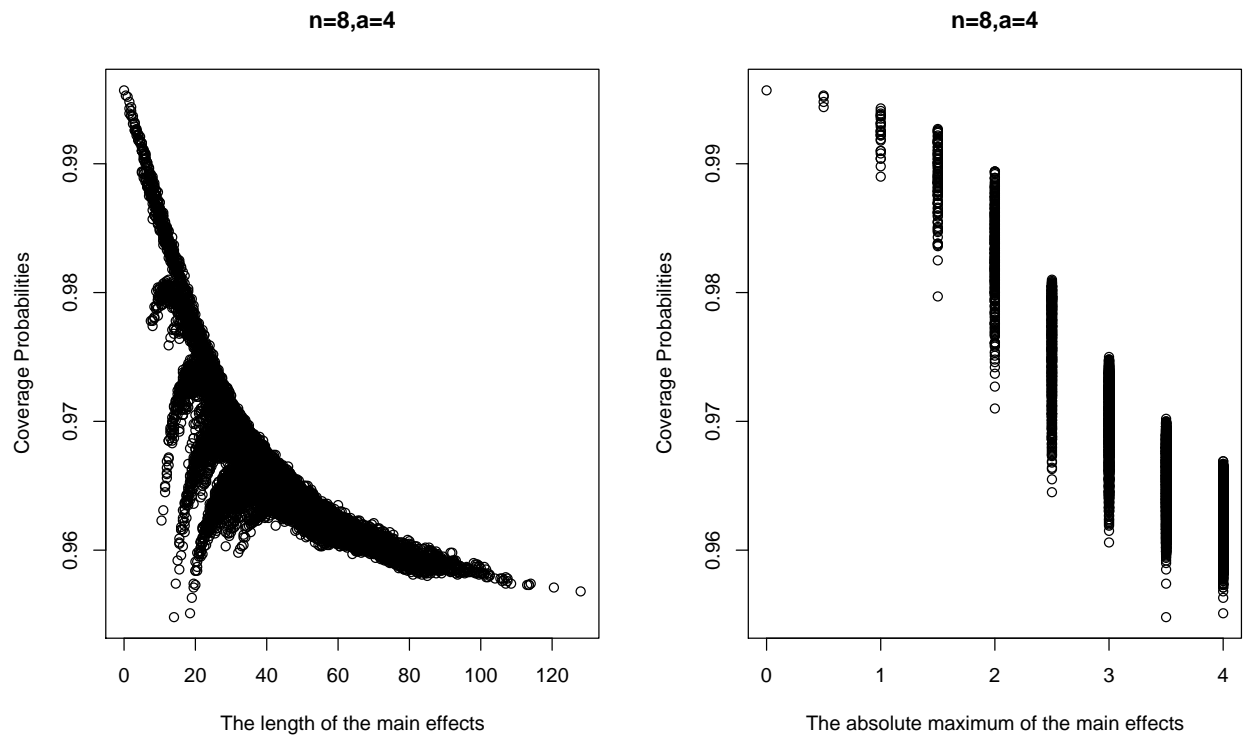 n=8,a=4
Coverage Probabilities
0.96 0.97 0.98 0.99
0 20 40 60 80 100 120
The length of the main effects
n=8,a=4
Coverage Probabilities
0.96 0.97 0.98 0.99
0 1 2 3 4
The absolute maximum of the main effects